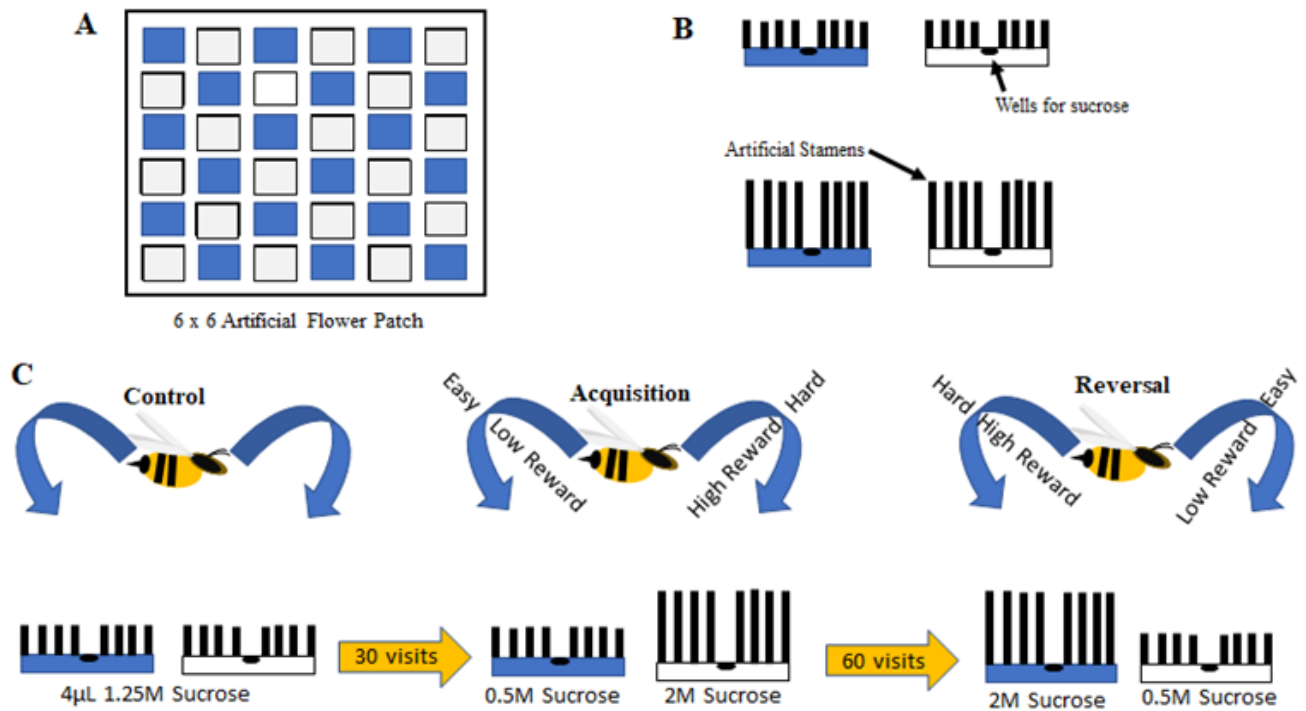 A
B
Wells for sucrose
Artificial Stamens
6 x 6 Artificial Flower Patch
C
Control
Easy
Low Reward
Acquisition
High Reward
Hard
Hard
High Reward
Reversal
Low Reward
Easy
30 visits
60 visits
4µL 1.25M Sucrose
0.5M Sucrose
2M Sucrose
2M Sucrose
0.5M Sucrose